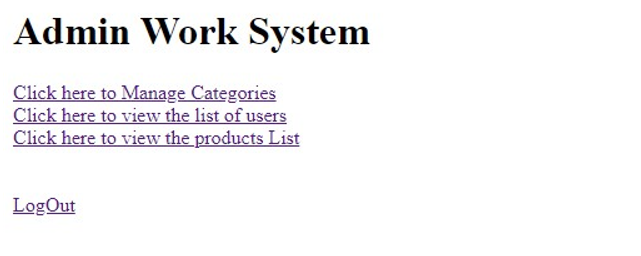 Admin Work System
Click here to Manage Categories
Click here to view the list of users
Click here to view the products List
LogOut